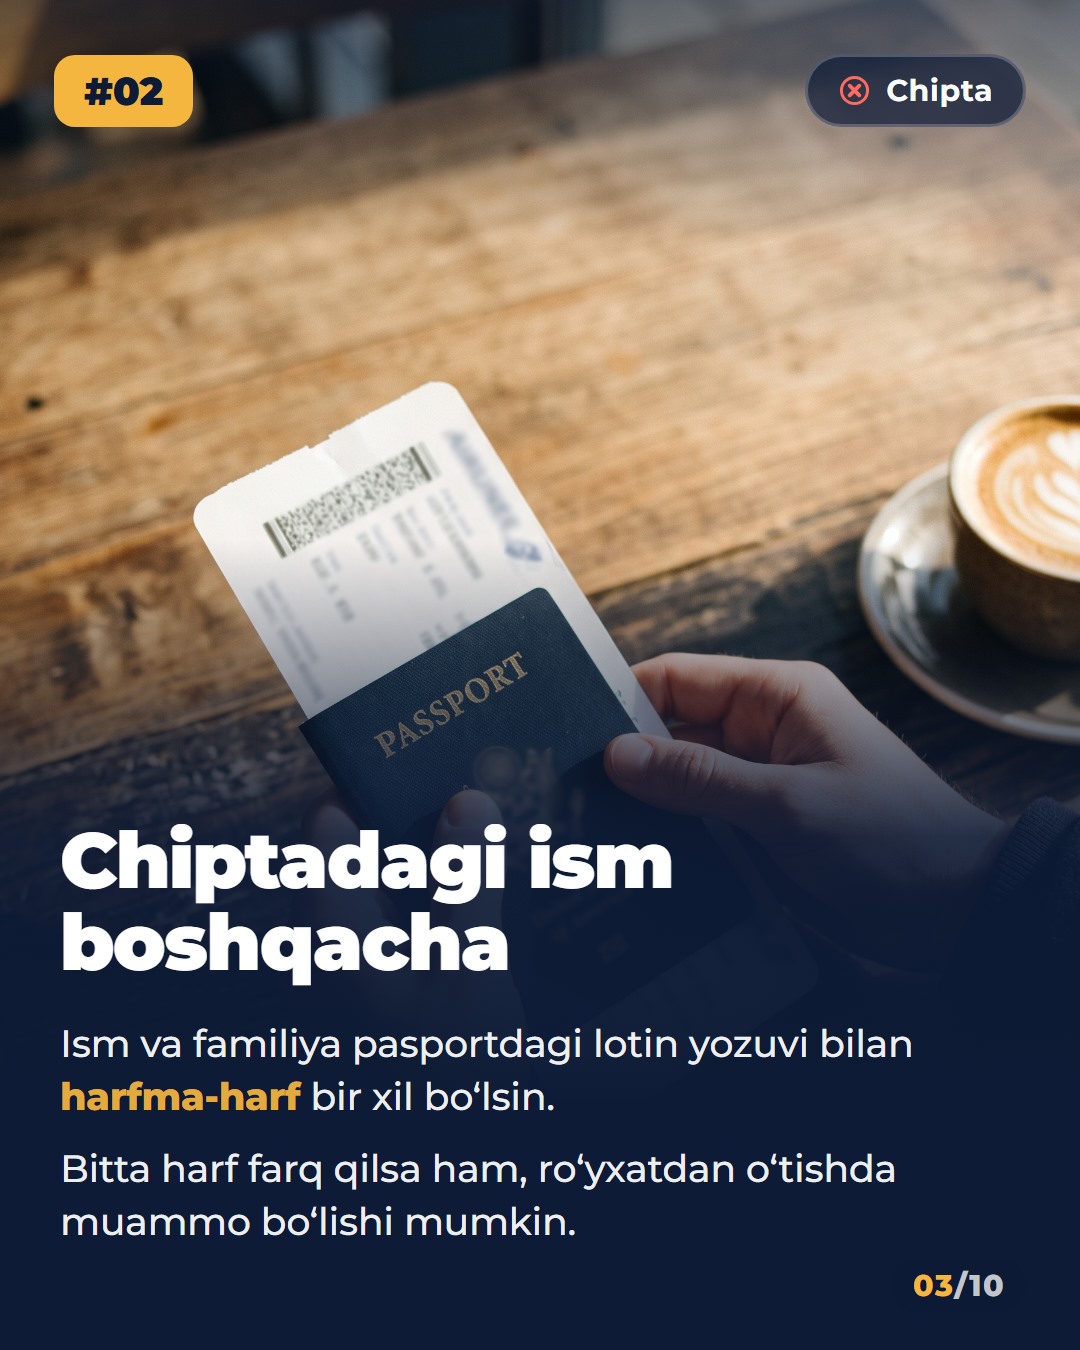 #02
Chipta
PASSPORT
Chiptadagi ism
boshqacha
Ism va familiya pasportdagi lotin yozuvi bilan
harfma-harf bir xil bo‘lsin.
Bitta harf farq qilsa ham, ro‘yxatdan o‘tishda
muammo bo‘lishi mumkin.
03/10